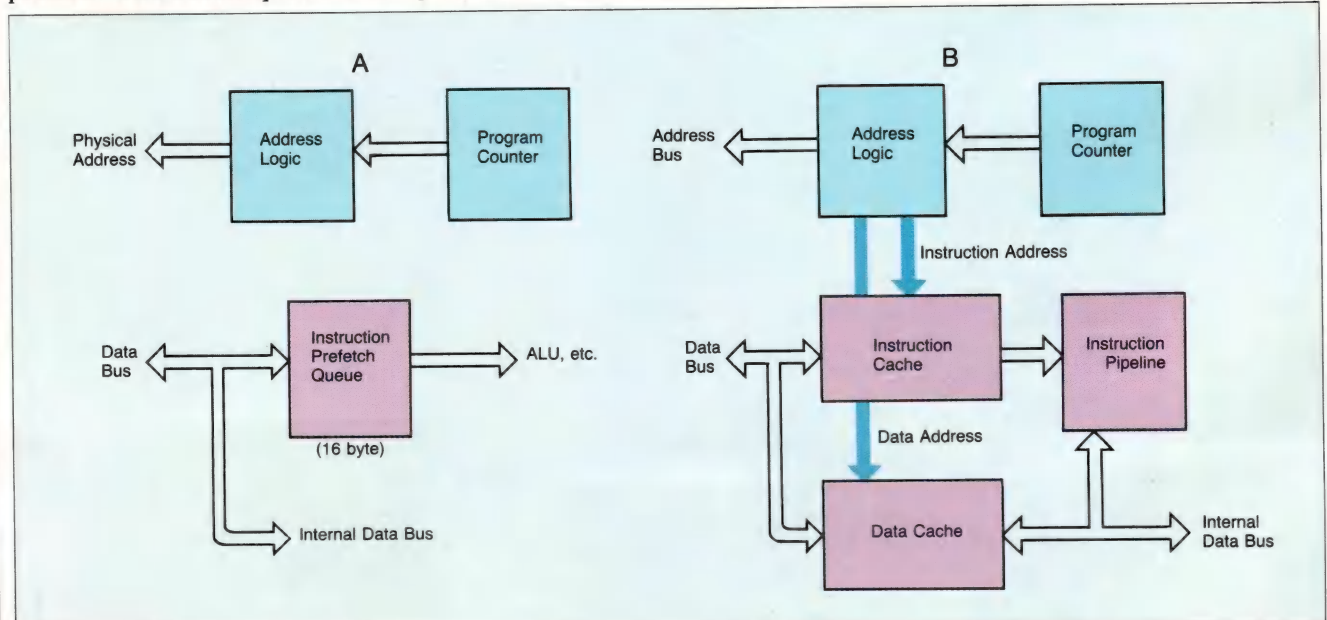 A
Physical
Address
Address
Logic
Program
Counter
Data
Bus
Instruction
Prefetch
Queue
(16 byte)
ALU, etc.
Internal Data Bus
B
Address
Bus
Address
Logic
Program
Counter
Instruction Address
Data
Bus
Instruction
Cache
Instruction
Pipeline
Data Address
Data Cache
Internal
Data Bus